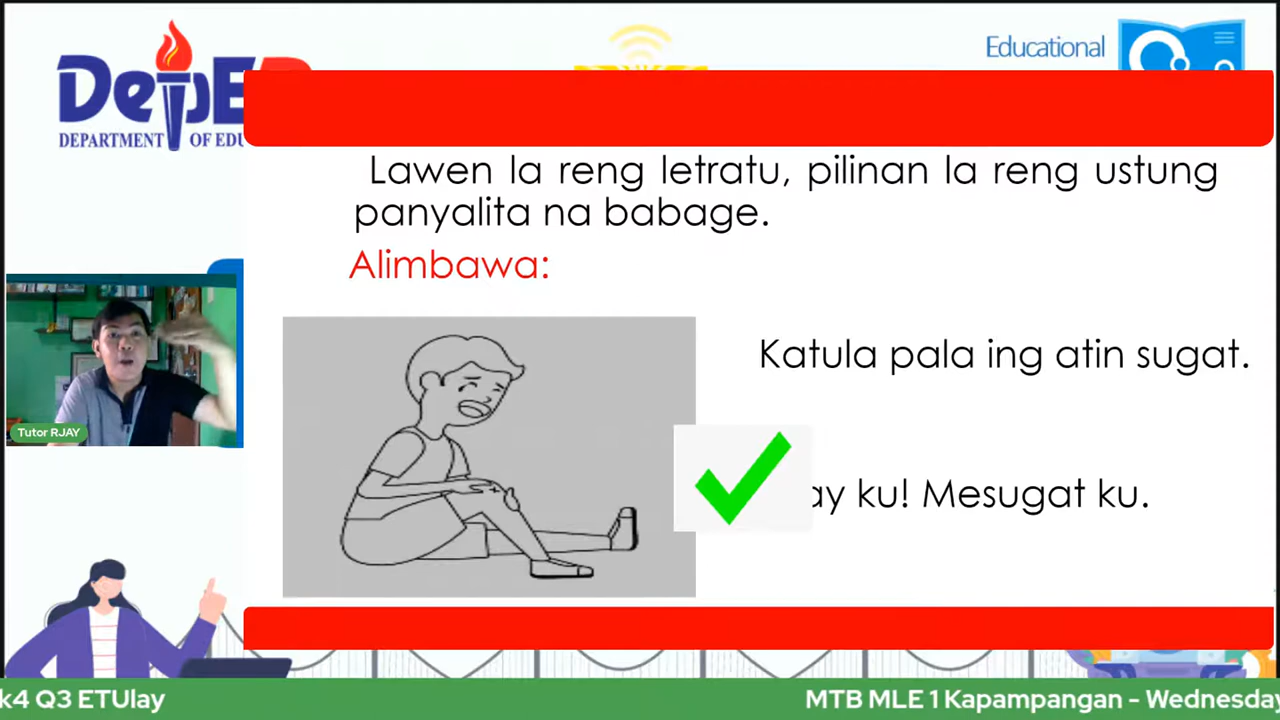 DepED
DEPARTMENT OF EDU
Educational
Lawen la reng letratu, pilinan la reng ustung
panyalita na babage.
Alimbawa:
Katula pala ing atin sugat.
ay ku! Mesugat ku.
Tutor RJAY
k4 Q3 ETUlay
MTB MLE 1 Kapampangan - Wednesday